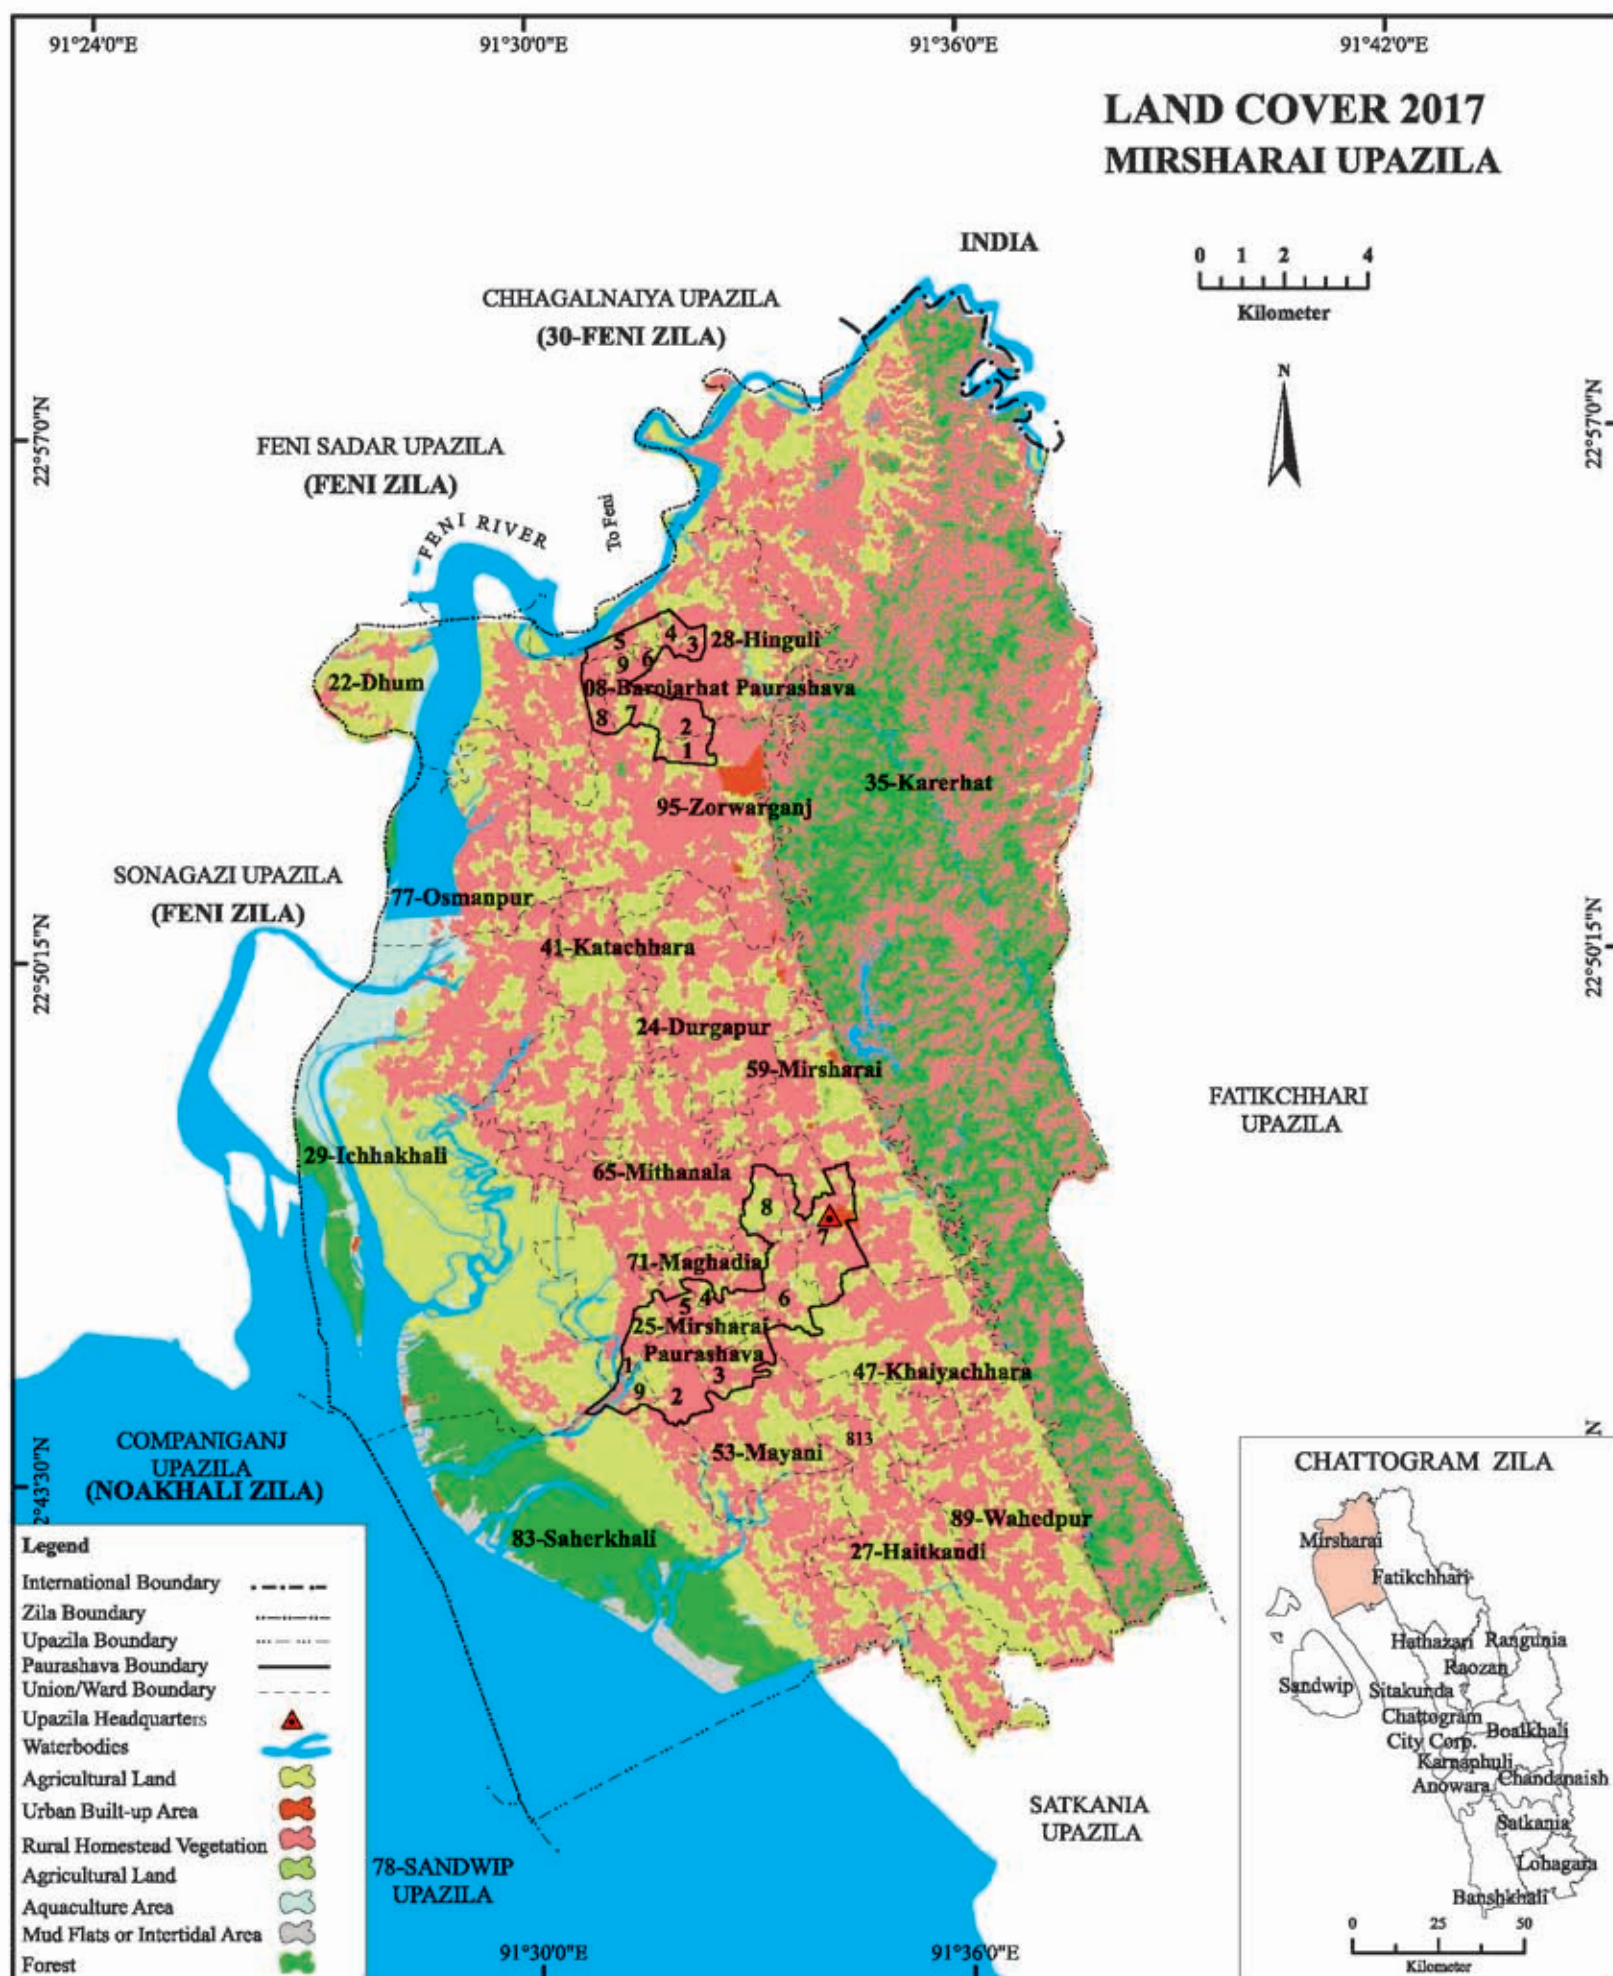 91°24'0"E
91°30'0"E
91°36'0"E
91°42'0"E
LAND COVER 2017
MIRSHARAI UPAZILA
INDIA
0 1 2 4
Kilometer
N
CHHAGALNAIYA UPAZILA
(30-FENI ZILA)
22°57'0"N
22°57'0"N
FENI SADAR UPAZILA
(FENI ZILA)
FENI RIVER
To Feni
5
4
3
28-Hinguli
9
6
22-Dhum
08-Baroiarhat Paurashava
8
7
2
1
35-Karerhat
95-Zorwarganj
SONAGAZI UPAZILA
(FENI ZILA)
77-Osmanpur
41-Katachhara
22°50'15"N
22°50'15"N
24-Durgapur
59-Mirsharai
FATIKCHHARI
UPAZILA
29-Ichhakhali
65-Mithanala
8
7
71-Maghadia
5
4
6
25-Mirsharai
Paurashava
1
3
9
2
47-Khaiyachhara
COMPANIGANJ
UPAZILA
(NOAKHALI ZILA)
53-Mayani
813
2°43'30"N
N
89-Wahedpur
83-Saherkhali
27-Haitkandi
Legend
International Boundary
Zila Boundary
Upazila Boundary
Paurashava Boundary
Union/Ward Boundary
Upazila Headquarters
Waterbodies
Agricultural Land
Urban Built-up Area
Rural Homestead Vegetation
Agricultural Land
Aquaculture Area
Mud Flats or Intertidal Area
Forest
78-SANDWIP
UPAZILA
SATKANIA
UPAZILA
91°30'0"E
91°36'0"E
CHATTOGRAM ZILA
Mirsharai
Fatikchhari
Hathazari
Rangunia
Raozan
Sandwip
Sitakunda
Chattogram
City Corp.
Boalkhali
Karnaphuli
Anowara
Chandanaish
Satkania
Lohagara
Banshkhali
0 25 50
Kilometer